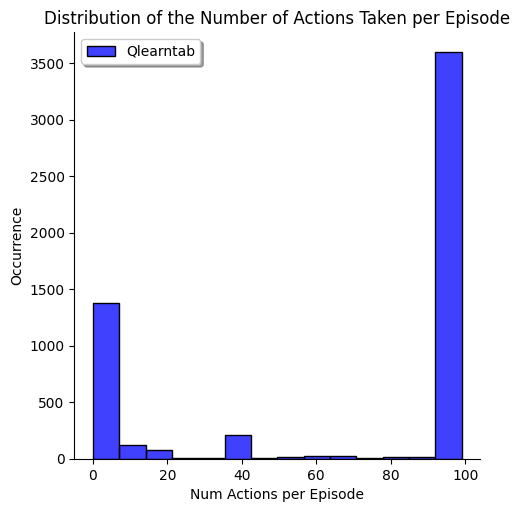 Distribution of the Number of Actions Taken per Episode
Qlearntab
3500
3000
2500
2000
1500
1000
500
0
Occurrence
0 20 40 60 80 100
Num Actions per Episode